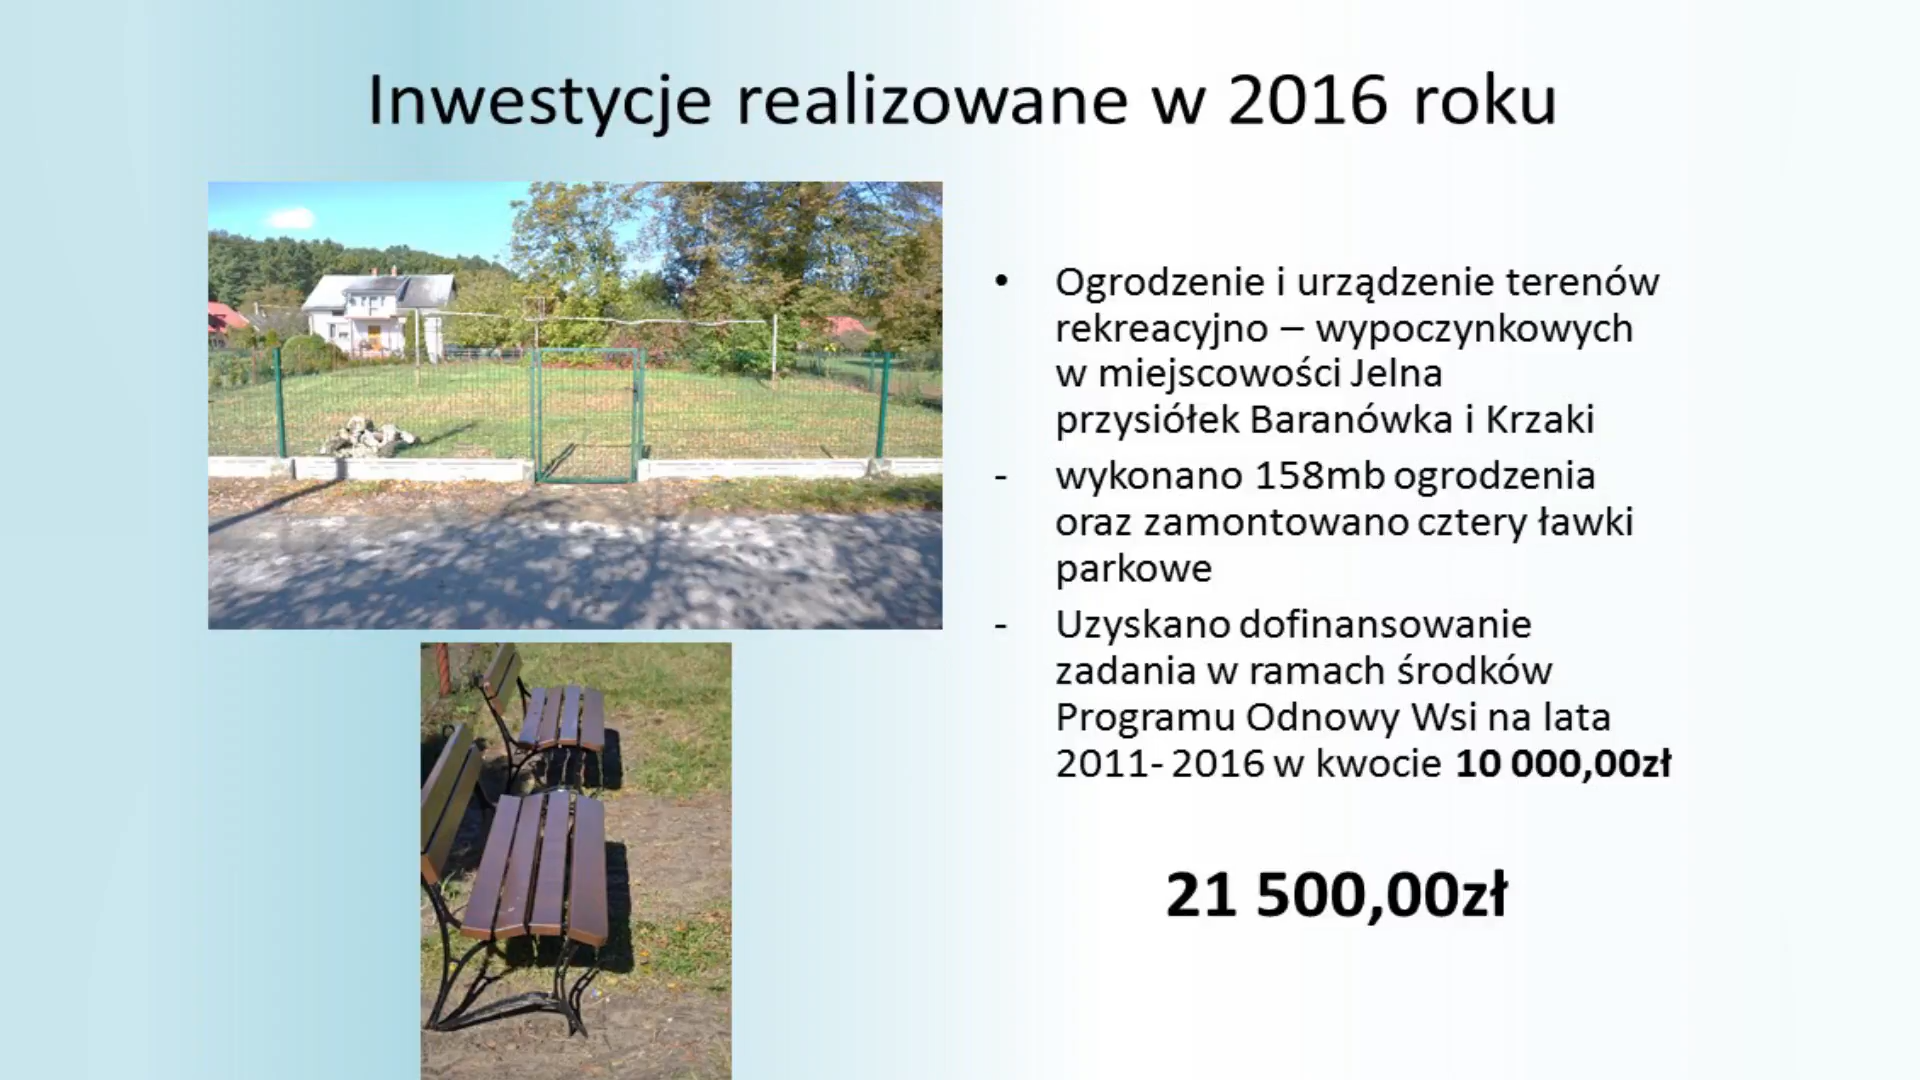 Inwestycje realizowane w 2016 roku
• Ogrodzenie i urządzenie terenów
rekreacyjno – wypoczynkowych
w miejscowości Jelna
przysiółek Baranówka i Krzaki
- wykonano 158mb ogrodzenia
oraz zamontowano cztery ławki
parkowe
- Uzyskano dofinansowanie
zadania w ramach środków
Programu Odnowy Wsi na lata
2011- 2016 w kwocie 10 000,00zł
21 500,00zł